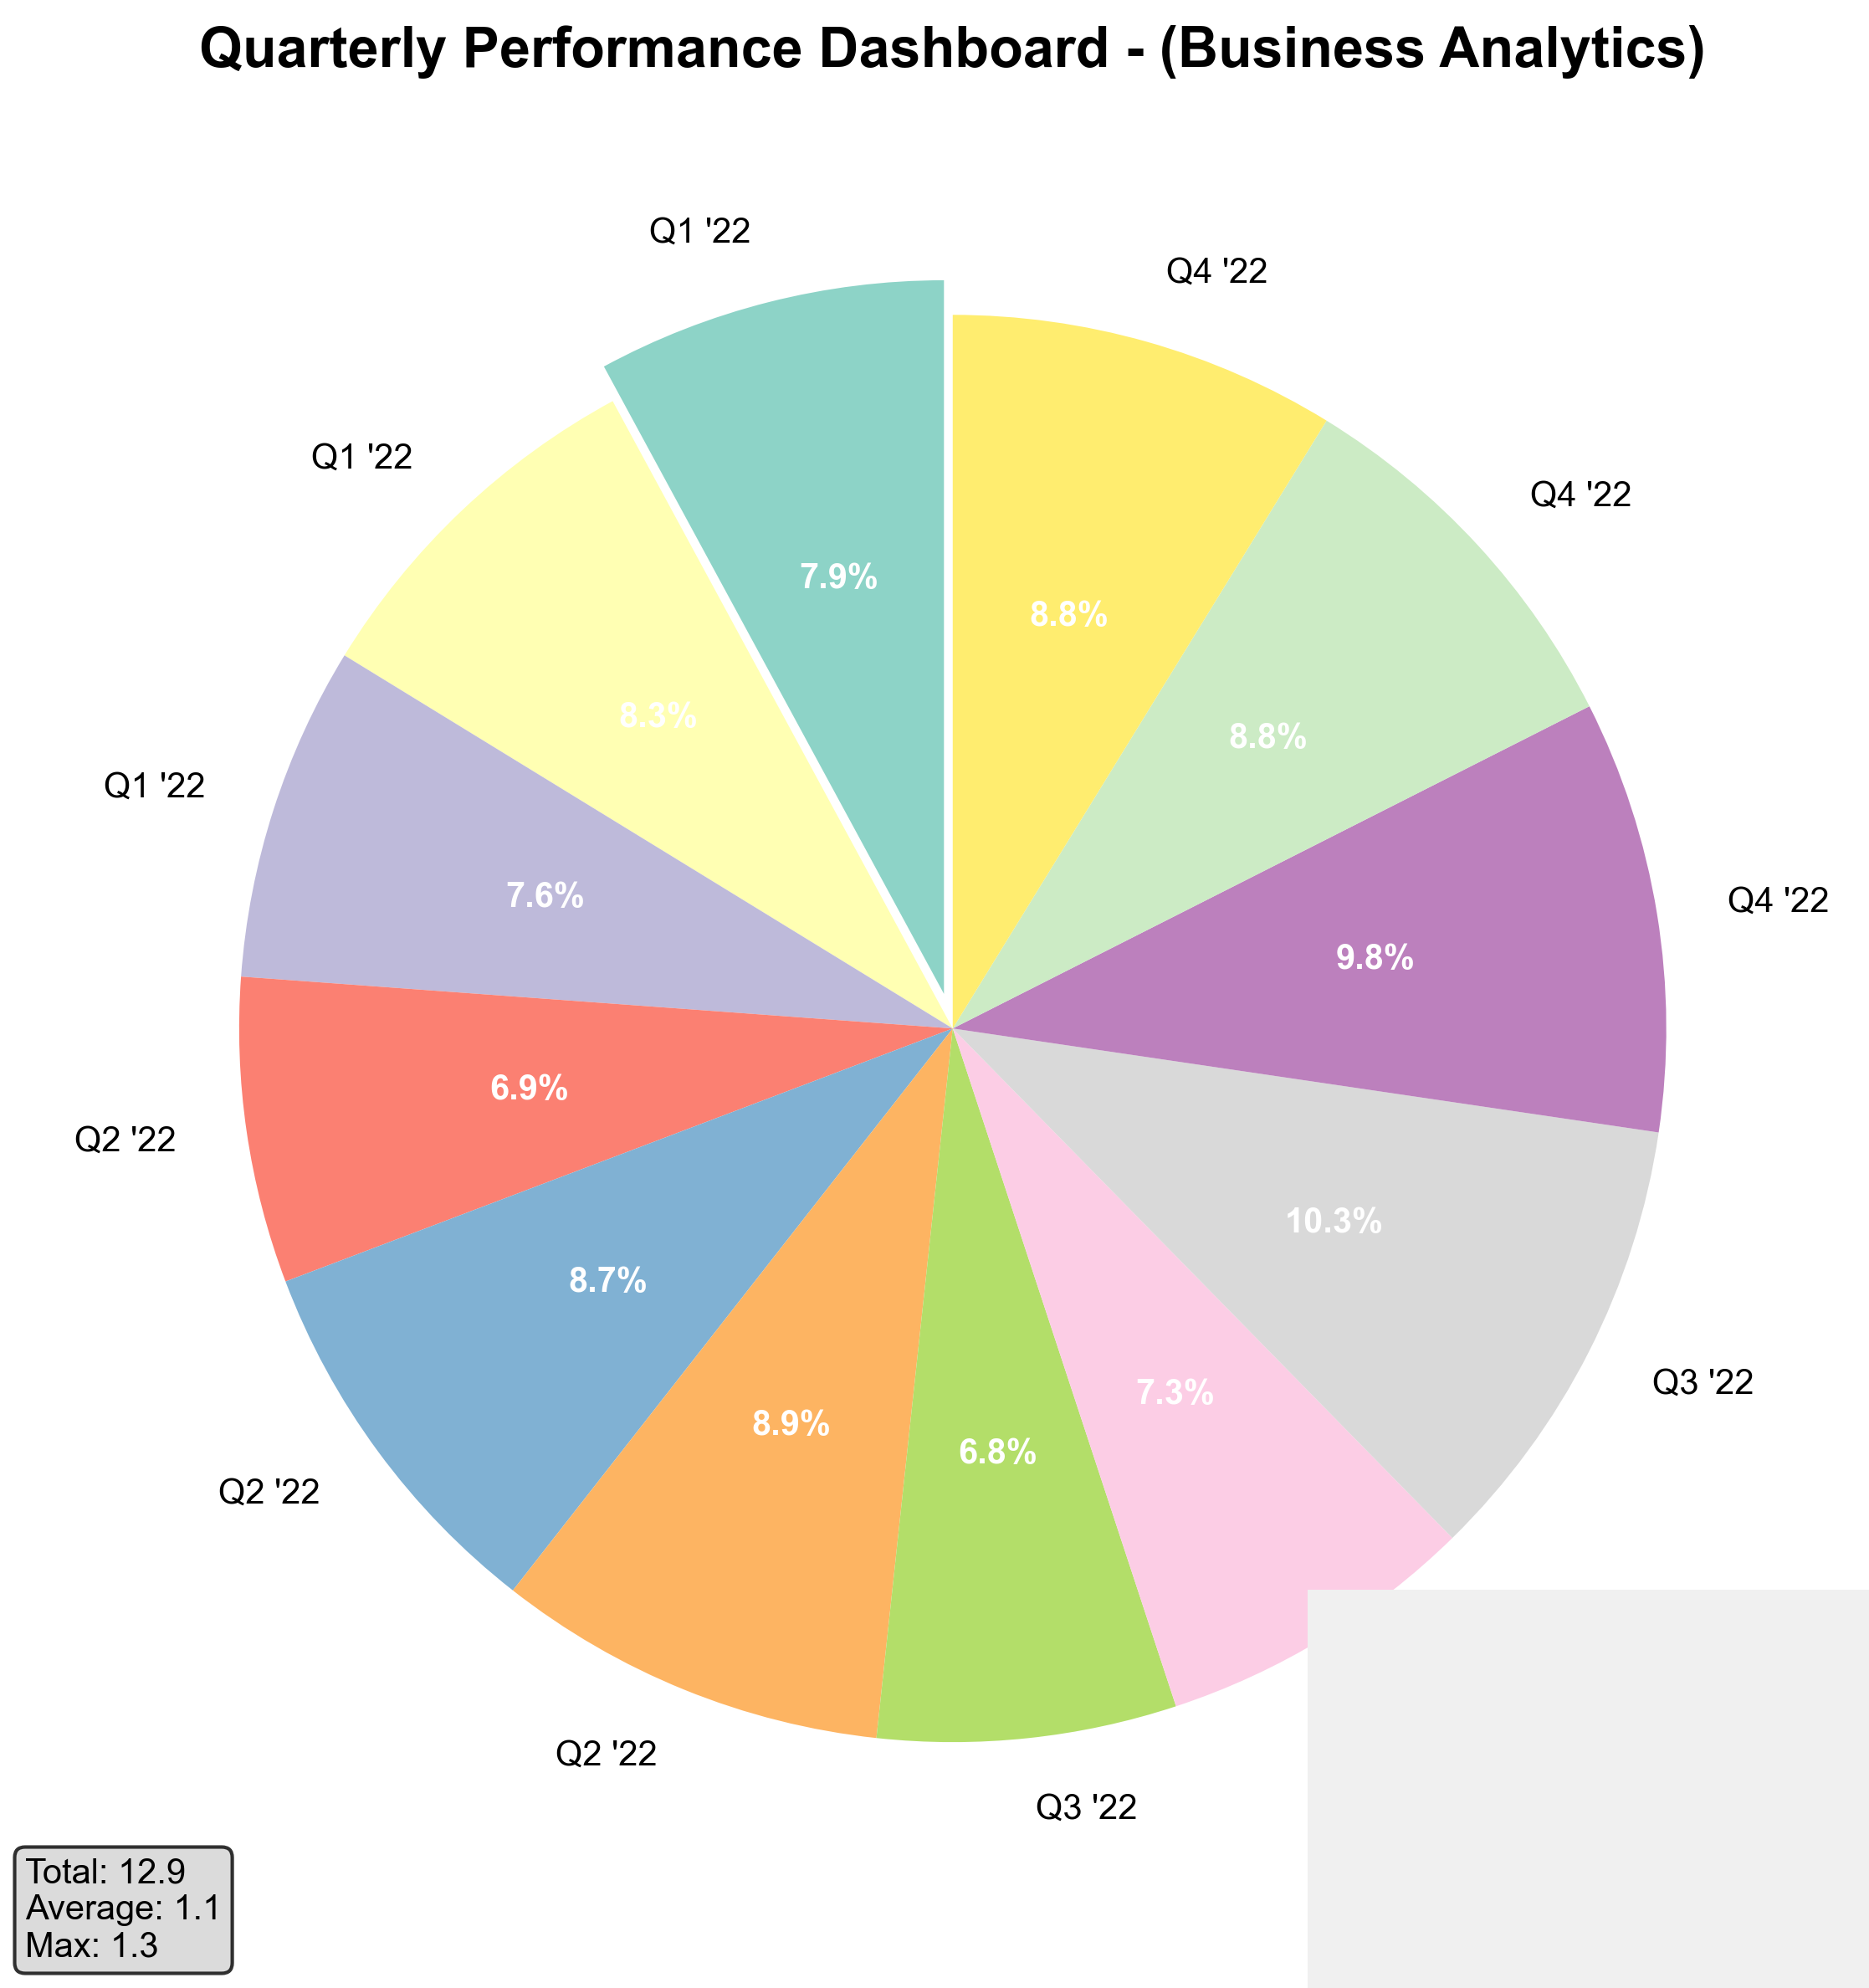 Quarterly Performance Dashboard - (Business Analytics)
Q1 '22
Q4 '22
Q1 '22
Q4 '22
7.9%
8.8%
8.3%
8.8%
Q1 '22
Q4 '22
7.6%
9.8%
6.9%
Q2 '22
10.3%
8.7%
Q3 '22
7.3%
8.9%
6.8%
Q2 '22
Q2 '22
Q3 '22
Total: 12.9
Average: 1.1
Max: 1.3